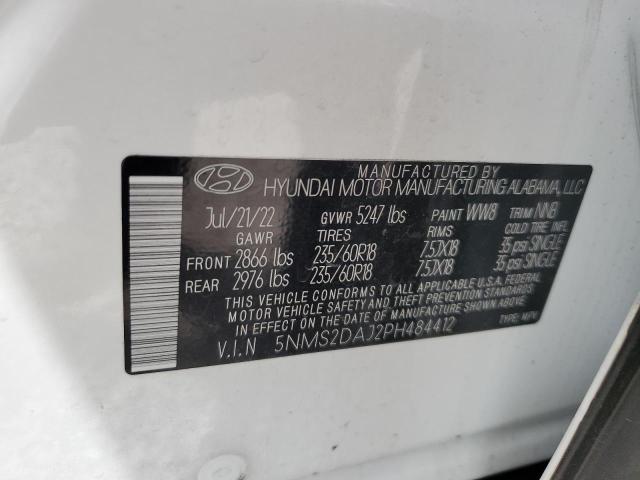 MANUFACTURED BY
HYUNDAI MOTOR MANUFACTURING ALABAMA, LLC
Jul/21/22 GVWR 5247 lbs PAINT WW8 TRIM NNB
GAWR TIRES RIMS COLD TIRE INFL
FRONT 2866 lbs 235/60R18 7.5JX18 35 psi SINGLE
REAR 2976 lbs 235/60R18 7.5JX18 35 psi SINGLE
THIS VEHICLE CONFORMS TO ALL APPLICABLE U.S.A. FEDERAL
MOTOR VEHICLE SAFETY AND THEFT PREVENTION STANDARDS
IN EFFECT ON THE DATE OF MANUFACTURE SHOWN ABOVE.
V.I.N 5NMS2DAJ2PH484412 TYPE: MPV